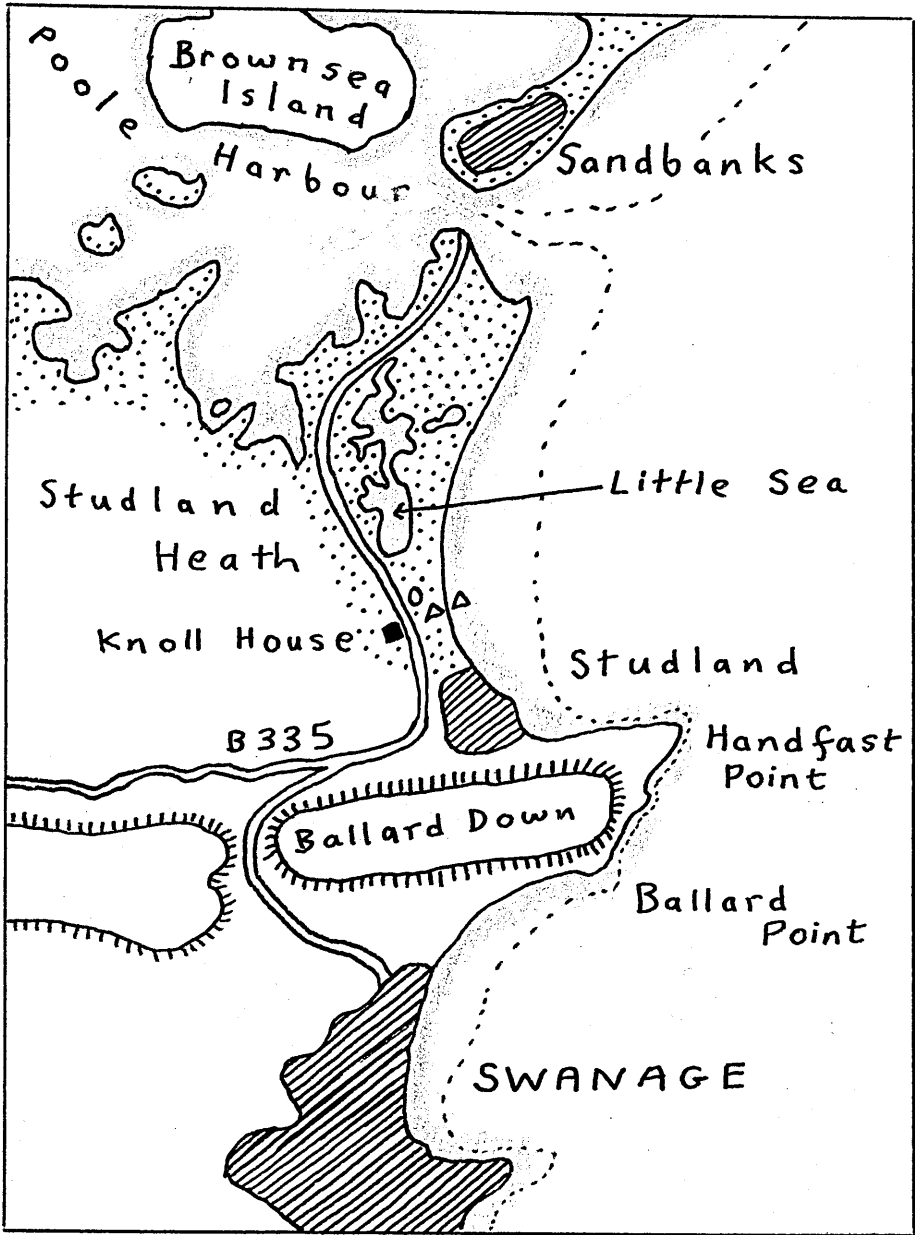 Poole
Harbour
Brownsea
Island
Sandbanks
Little Sea
Studland
Heath
Knoll House
Studland
B335
Handfast
Point
Ballard Down
Ballard
Point
SWANAGE